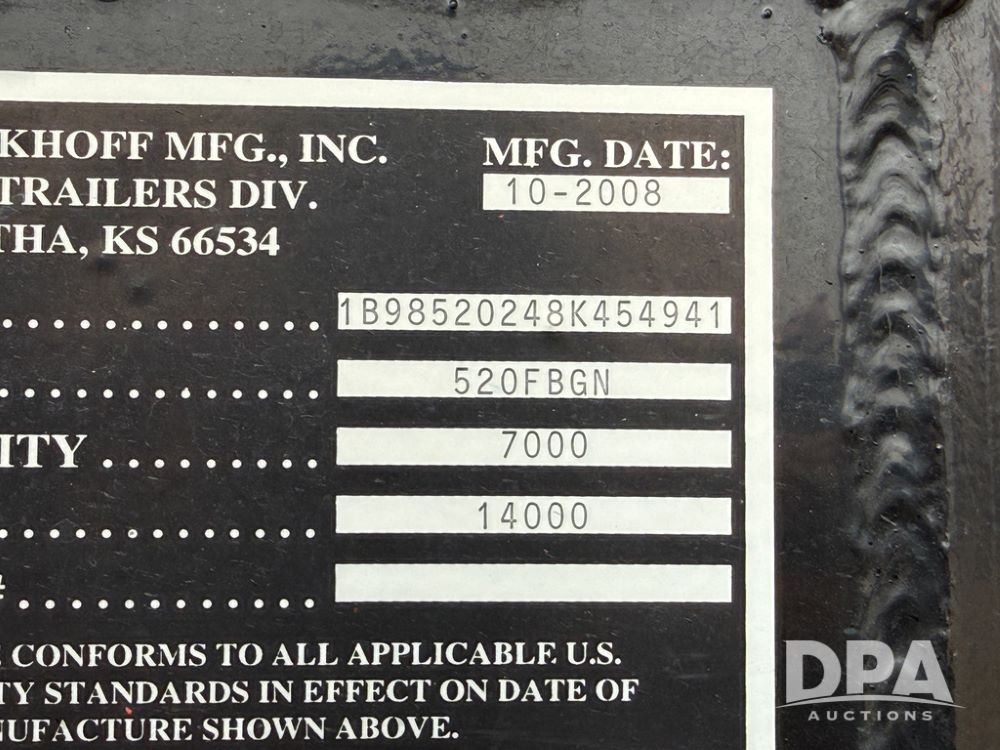 KHOFF MFG., INC. MFG. DATE:
TRAILERS DIV. 10-2008
THA, KS 66534
1B98520248K454941
520FBGN
ITY 7000
14000
CONFORMS TO ALL APPLICABLE U.S.
TY STANDARDS IN EFFECT ON DATE OF
NUFACTURE SHOWN ABOVE.
DPA
AUCTIONS